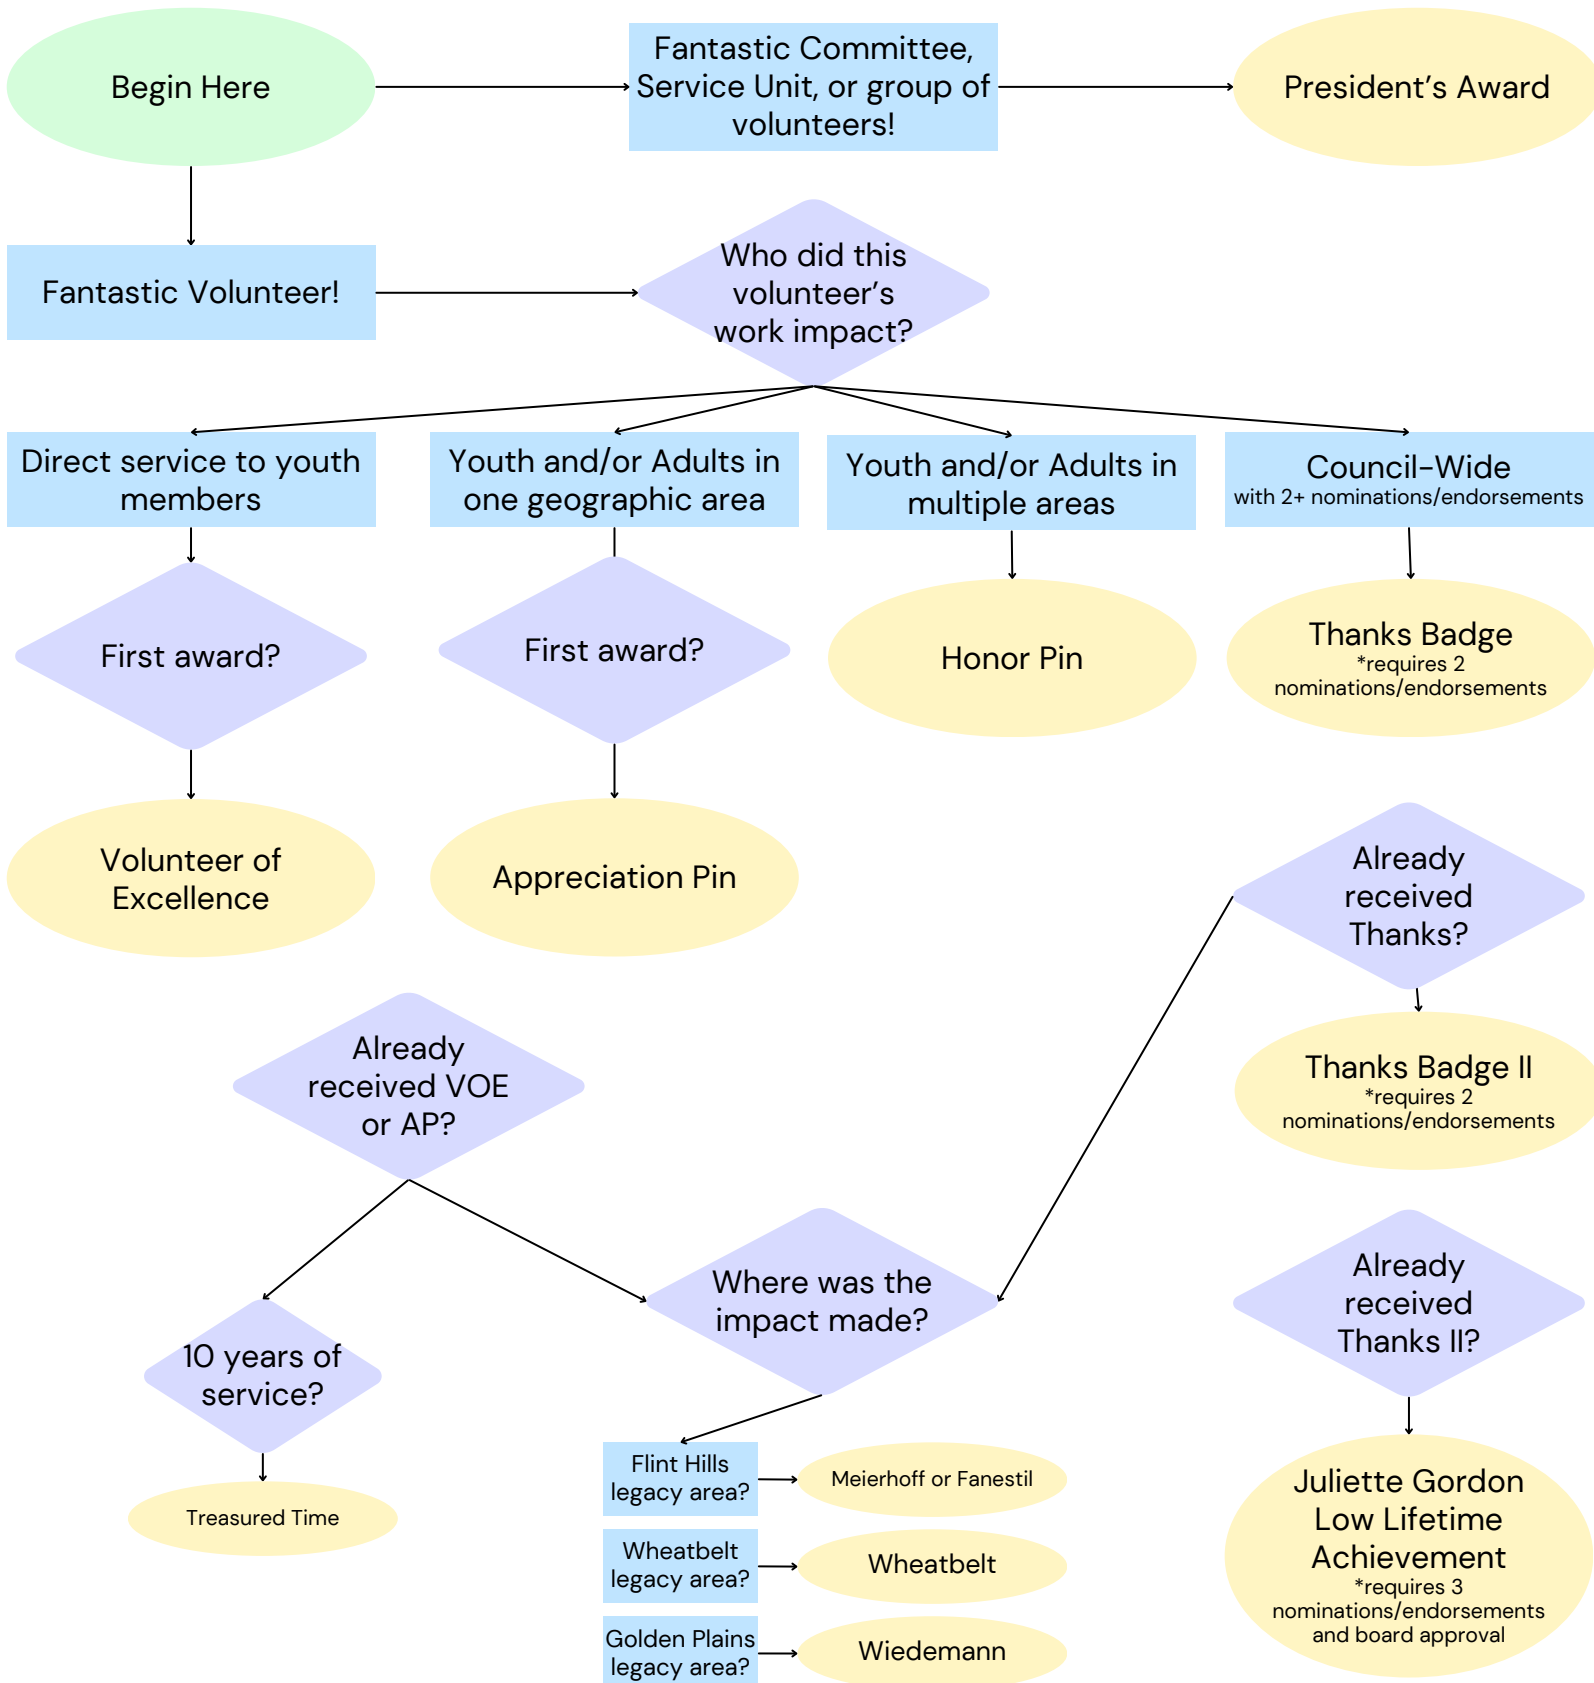 Begin Here
Fantastic Committee,
Service Unit, or group of
volunteers!
President's Award
Fantastic Volunteer!
Who did this
volunteer's
work impact?
Direct service to youth
members
Youth and/or Adults in
one geographic area
Youth and/or Adults in
multiple areas
Council-Wide
with 2+ nominations/endorsements
First award?
First award?
Honor Pin
Thanks Badge
*requires 2
nominations/endorsements
Volunteer of
Excellence
Appreciation Pin
Already
received
Thanks?
Already
received VOE
or AP?
Thanks Badge II
*requires 2
nominations/endorsements
Where was the
impact made?
Already
received
Thanks II?
10 years of
service?
Treasured Time
Flint Hills
legacy area?
Meierhoff or Fanestil
Wheatbelt
legacy area?
Wheatbelt
Golden Plains
legacy area?
Wiedemann
Juliette Gordon
Low Lifetime
Achievement
*requires 3
nominations/endorsements
and board approval